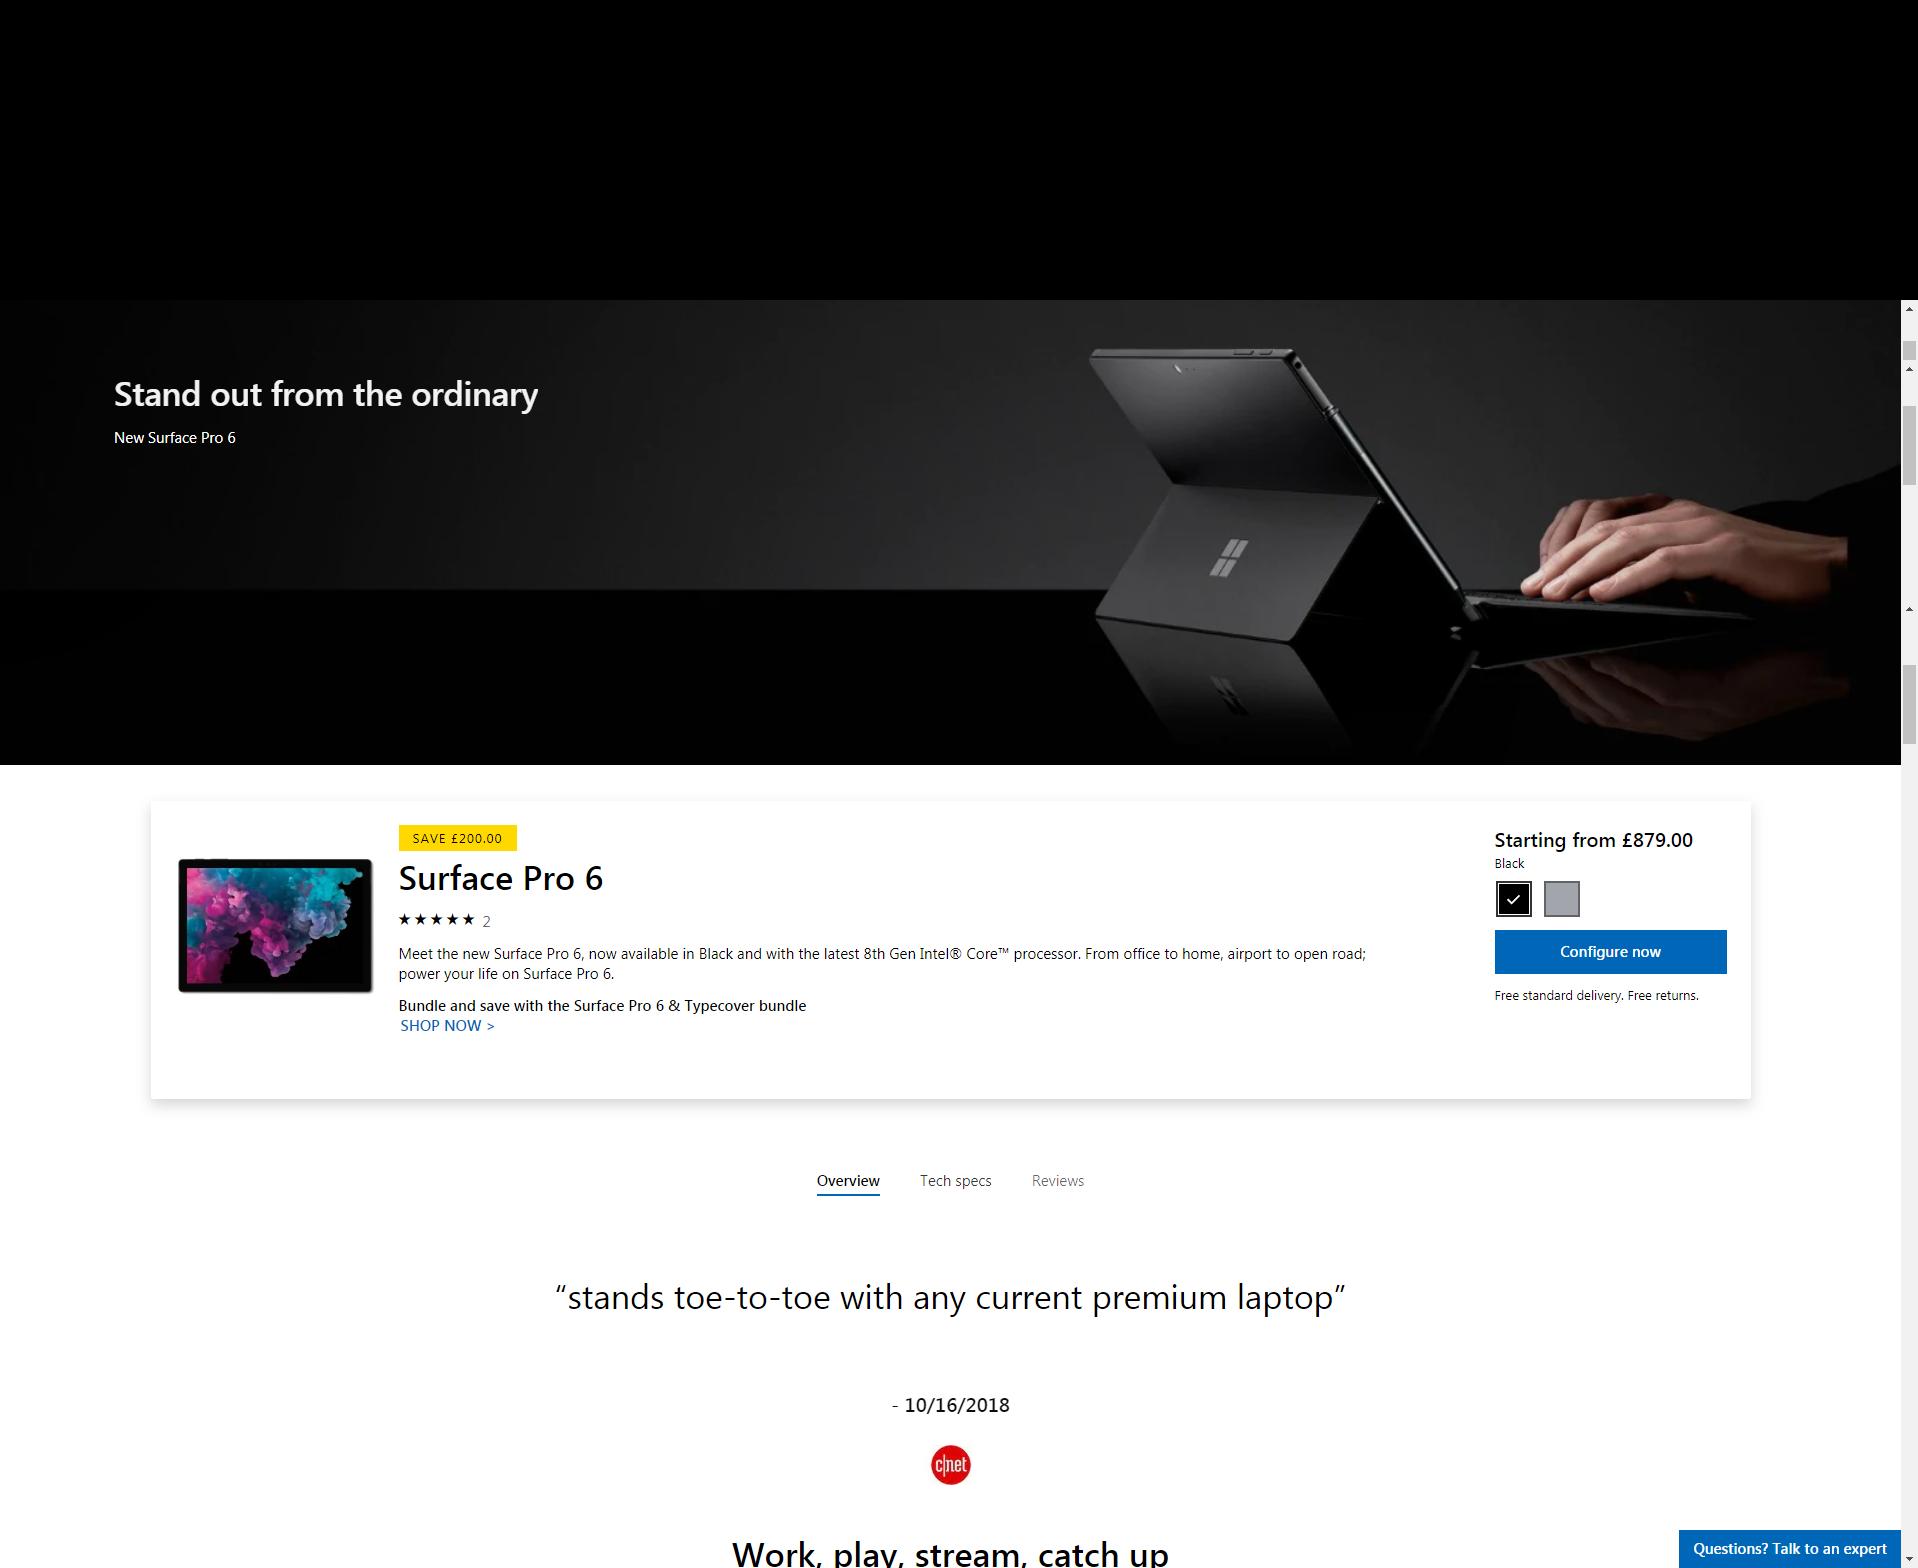 Stand out from the ordinary
New Surface Pro 6
SAVE £200.00
Surface Pro 6
★★★★★ 2
Meet the new Surface Pro 6, now available in Black and with the latest 8th Gen Intel® Core™ processor. From office to home, airport to open road;
power your life on Surface Pro 6.
Bundle and save with the Surface Pro 6 & Typecover bundle
SHOP NOW >
Starting from £879.00
Black
Configure now
Free standard delivery. Free returns.
Overview
Tech specs
Reviews
“stands toe-to-toe with any current premium laptop”
- 10/16/2018
c|net
Work, play, stream, catch up
Questions? Talk to an expert